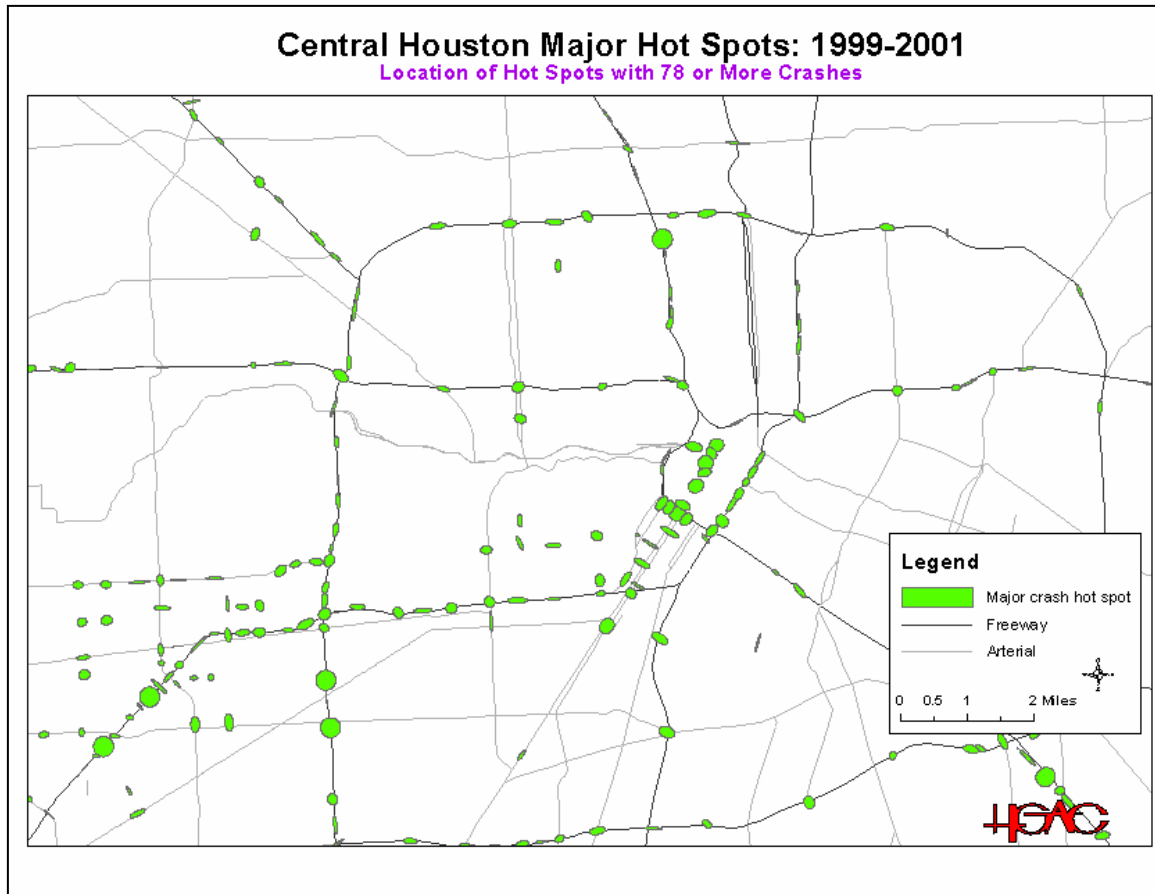 Central Houston Major Hot Spots: 1999-2001
Location of Hot Spots with 78 or More Crashes
Legend
Major crash hot spot
Freeway
Arterial
0 0.5 1 2 Miles
HGAC